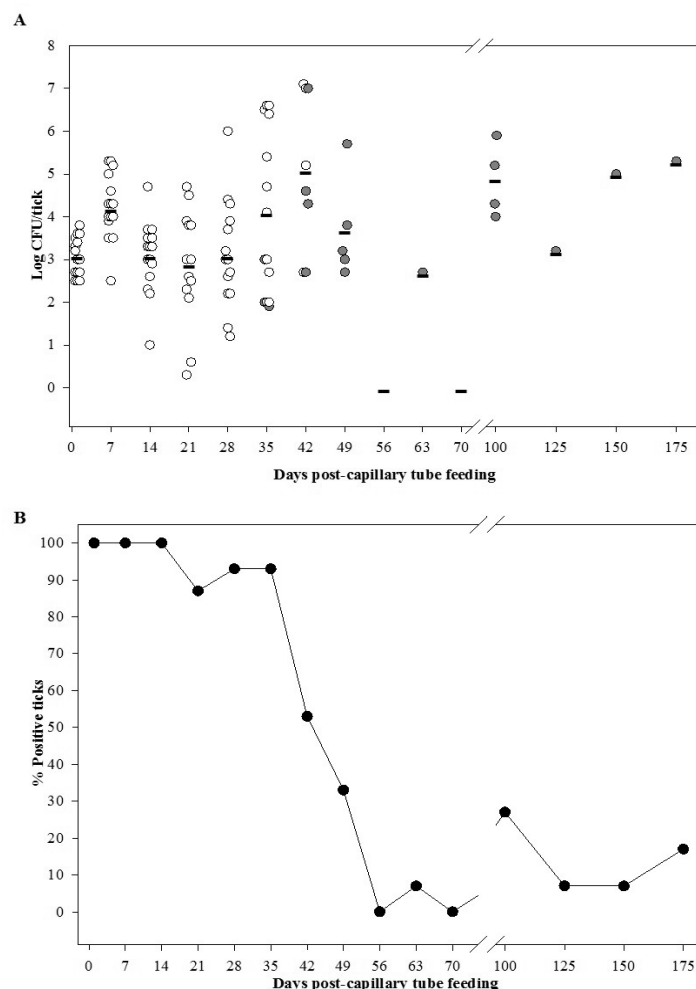 A
8
7
6
5
4
3
2
1
0
Log CFU/tick
0 7 14 21 28 35 42 49 56 63 70 100 125 150 175
Days post-capillary tube feeding
B
100
90
80
70
60
50
40
30
20
10
0
% Positive ticks
0 7 14 21 28 35 42 49 56 63 70 100 125 150 175
Days post-capillary tube feeding